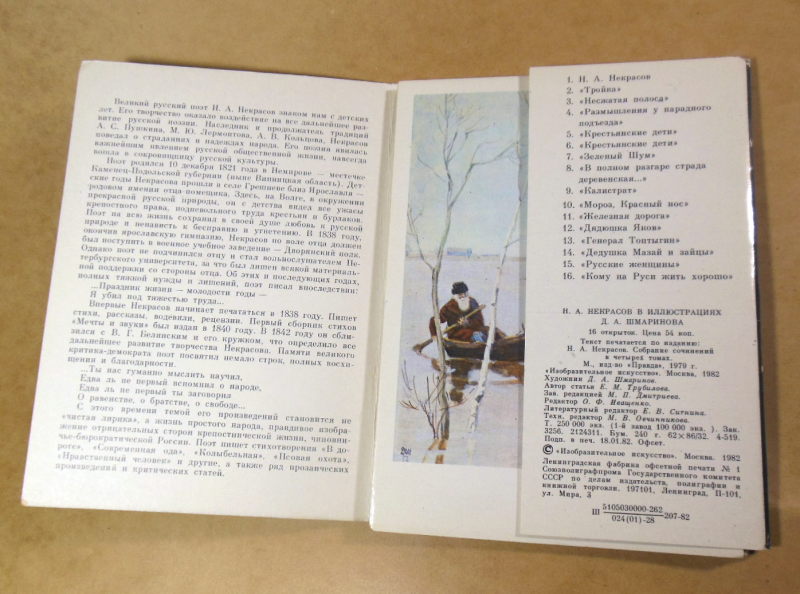 Великий русский поэт Н. А. Некрасов знаком нам с детских
лет. Его творчество оказало воздействие на все дальнейшее раз-
витие русской поэзии. Наследник и продолжатель традиций
А. С. Пушкина, М. Ю. Лермонтова, А. В. Кольцова, Некрасов
поведал о страданиях и надеждах народа. Его поэзия явилась
важнейшим явлением русской общественной жизни, навсегда
вошла в сокровищницу русской культуры.
Поэт родился 10 декабря 1821 года в Немирове — местечке
Каменец-Подольской губернии (ныне Винницкая область). Дет-
ские годы Некрасова прошли в селе Грешневе близ Ярославля —
родовом имении отца-помещика. Здесь, на Волге, в окружении
прекрасной русской природы, он с детства видел все ужасы
крепостного права, подневольного труда крестьян и бурлаков.
Поэт на всю жизнь сохранил в своей душе любовь к русской
природе и ненависть к бесправию и угнетению. В 1838 году,
окончив ярославскую гимназию, Некрасов по воле отца должен
был поступить в военное учебное заведение — Дворянский полк.
Однако поэт не подчинился отцу и стал вольнослушателем Пе-
тербургского университета, за что был лишен всякой материаль-
ной поддержки со стороны отца. Об этих и последующих годах,
полных тяжкой нужды и лишений, поэт писал впоследствии:
...Праздник жизни — молодости годы —
Я убил под тяжестью труда...
Впервые Некрасов начинает печататься в 1838 году. Пишет
стихи, рассказы, водевили, рецензии. Первый сборник стихов
«Мечты и звуки» был издан в 1840 году. В 1842 году он сбли-
зился с В. Г. Белинским и его кружком, что определило все
дальнейшее развитие творчества Некрасова. Памяти великого
критика-демократа поэт посвятил немало строк, полных восхи-
щения и благодарности.
...Ты нас гуманно мыслить научил,
Едва ль не первый вспомнил о народе,
Едва ль не первый ты заговорил
О равенстве, о братстве, о свободе...
С этого времени темой его произведений становится не
«чистая лирика», а жизнь простого народа, правдивое изобра-
жение отрицательных сторон крепостнической жизни, чиновни-
чье-бюрократической России. Поэт пишет стихотворения «В до-
роге», «Современная ода», «Колыбельная», «Псовая охота»,
«Нравственный человек» и другие, а также ряд прозаических
произведений и критических статей.
1. Н. А. Некрасов
2. «Тройка»
3. «Несжатая полоса»
4. «Размышления у парадного
подъезда»
5. «Крестьянские дети»
6. «Крестьянские дети»
7. «Зеленый Шум»
8. «В полном разгаре страда
деревенская...»
9. «Калистрат»
10. «Мороз, Красный нос»
11. «Железная дорога»
12. «Дядюшка Яков»
13. «Генерал Топтыгин»
14. «Дедушка Мазай и зайцы»
15. «Русские женщины»
16. «Кому на Руси жить хорошо»
Н. А. НЕКРАСОВ В ИЛЛЮСТРАЦИЯХ
Д. А. ШМАРИНОВА
16 открыток. Цена 54 коп.
Текст печатается по изданию:
Н. А. Некрасов. Собрание сочинений
в четырех томах.
М., изд-во «Правда», 1979 г.
«Изобразительное искусство». Москва, 1982
Художник Д. А. Шмаринов.
Автор статьи Е. М. Трубилова.
Зав. редакцией М. П. Дмитриева.
Редактор О. Ф. Иващенко.
Литературный редактор Е. В. Сигнина.
Техн. редактор М. В. Овчинникова.
Т. 250 000 экз. (1-й завод 100 000 экз.). Зак.
3256. 2124311. Бум. 240 г. 62×86/32. 4-519.
Подп. в печ. 18.01.82. Офсет.
© «Изобразительное искусство». Москва. 1982
Ленинградская фабрика офсетной печати № 1
Союзполиграфпрома Государственного комитета
СССР по делам издательств, полиграфии и
книжной торговли. 197101, Ленинград, П-101,
ул. Мира, 3
Ш 5105030000-262 207-82
024(01)-28